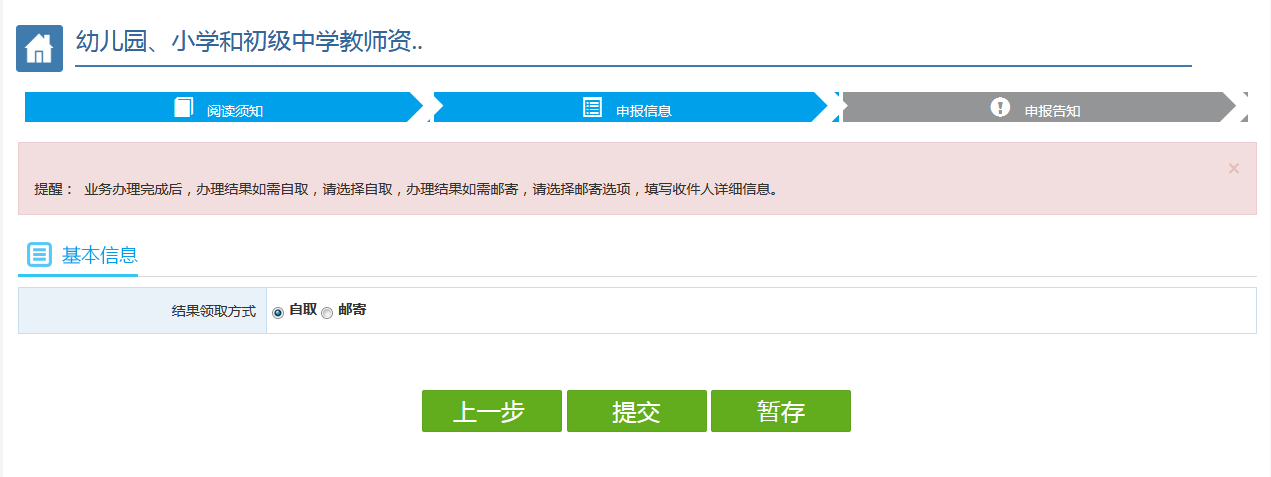 幼儿园、小学和初级中学教师资..
阅读须知
申报信息
申报告知
×
提醒： 业务办理完成后，办理结果如需自取，请选择自取，办理结果如需邮寄，请选择邮寄选项，填写收件人详细信息。
基本信息
结果领取方式 自取 邮寄
上一步 提交 暂存